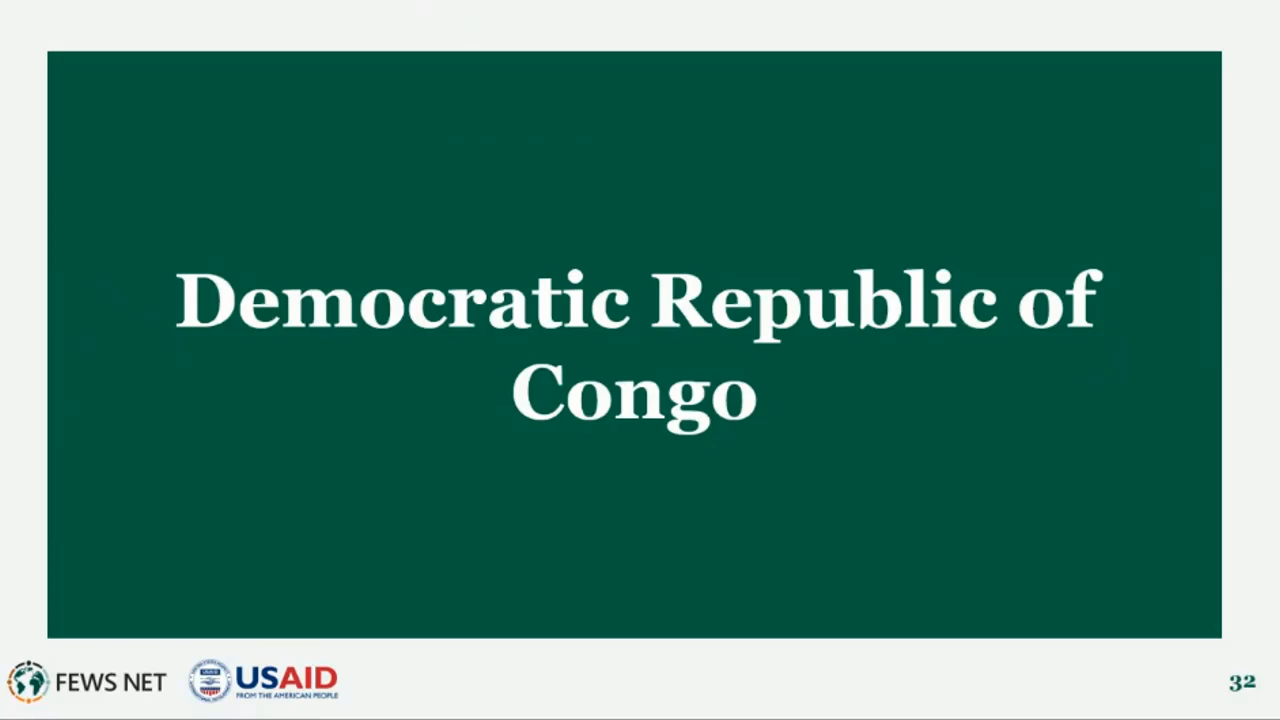 Democratic Republic of
Congo
FEWS NET
USAID
FROM THE AMERICAN PEOPLE
32